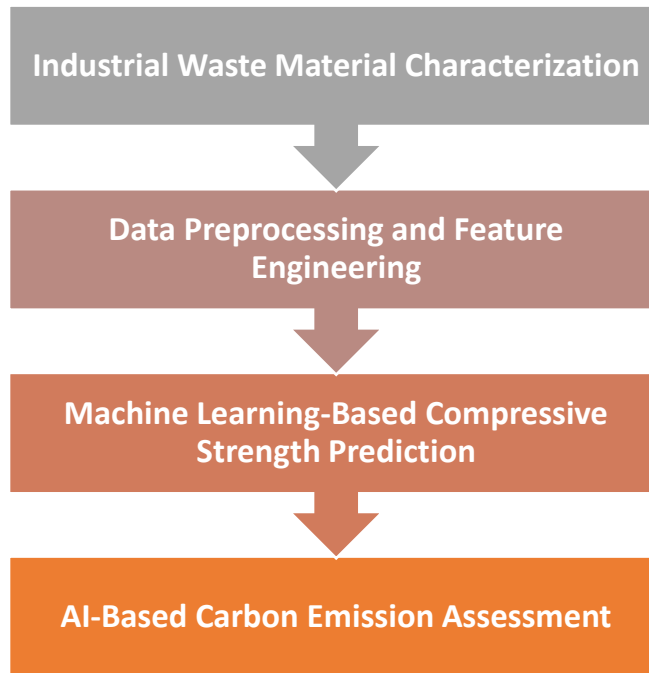 Industrial Waste Material Characterization
Data Preprocessing and Feature
Engineering
Machine Learning-Based Compressive
Strength Prediction
AI-Based Carbon Emission Assessment